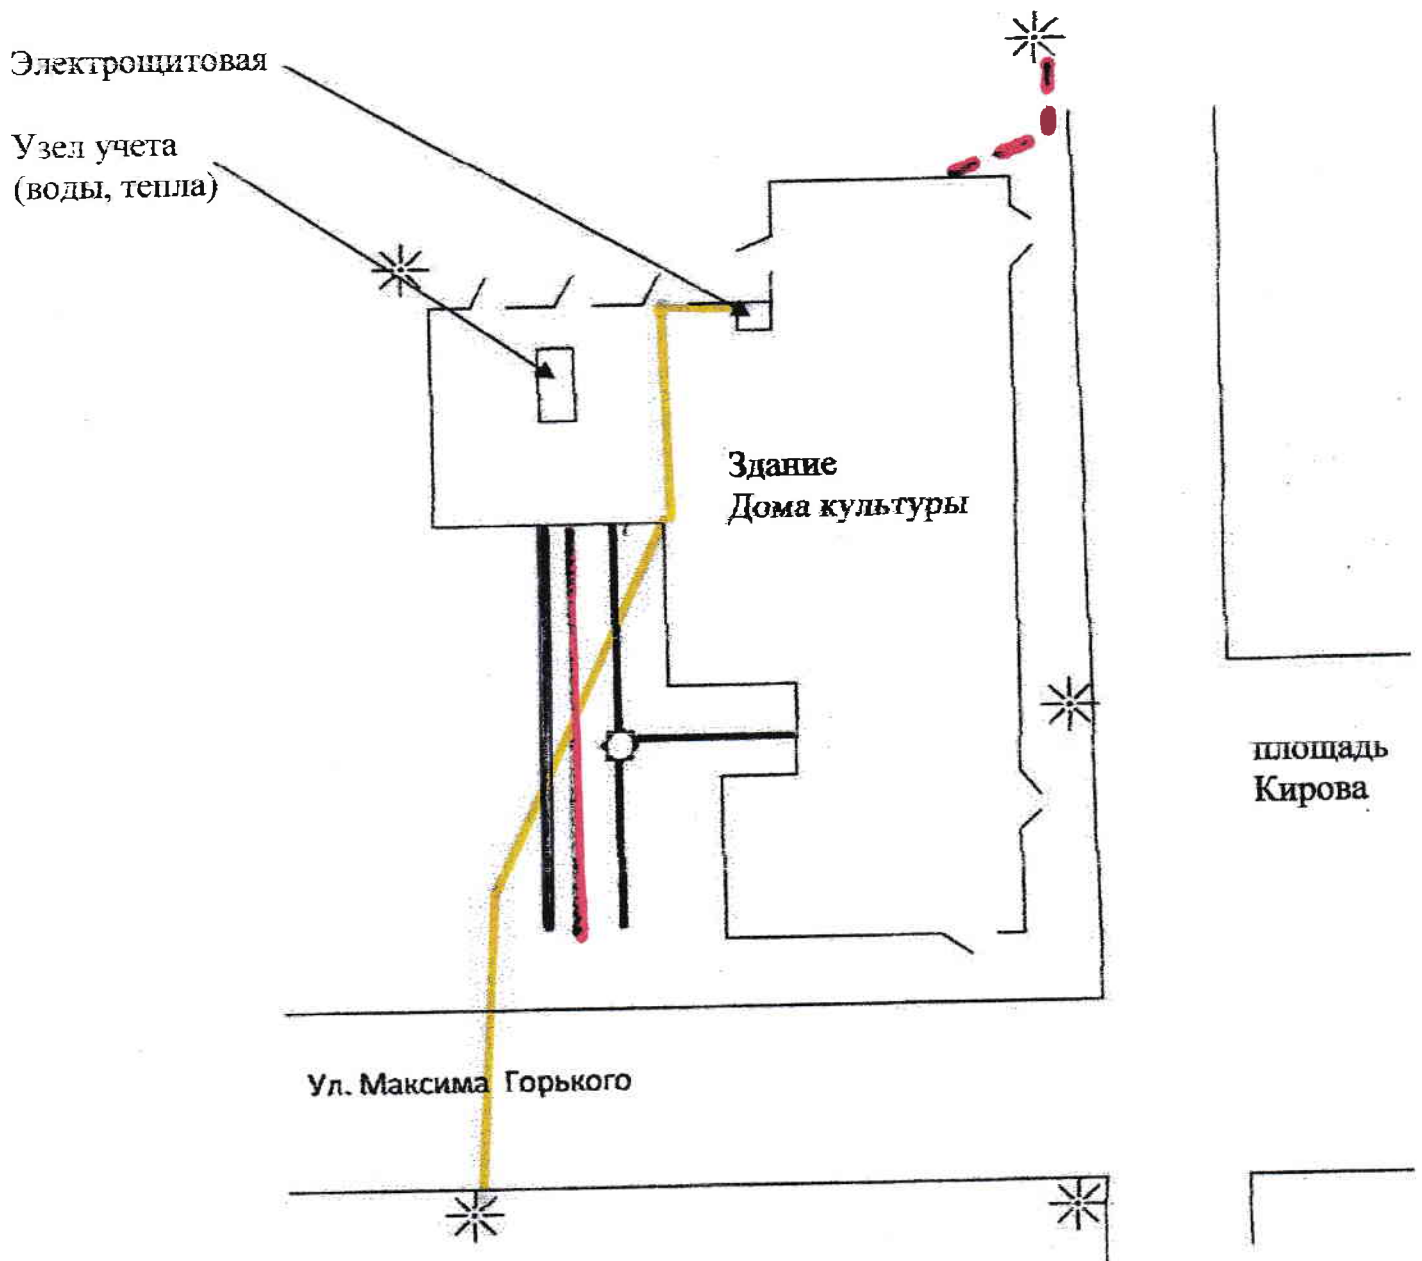 Электрощитовая
Узел учета
(воды, тепла)
Здание
Дома культуры
площадь
Кирова
Ул. Максима Горького